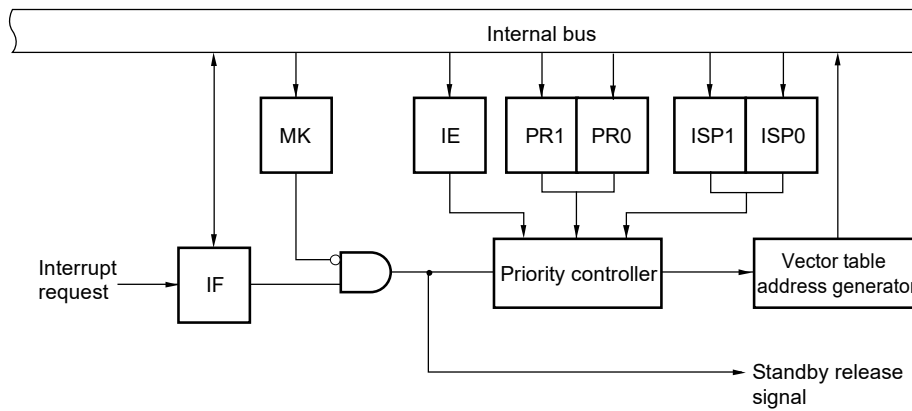 Internal bus
MK
IE
PR1
PR0
ISP1
ISP0
Interrupt
request
IF
Priority controller
Vector table
address generator
Standby release
signal